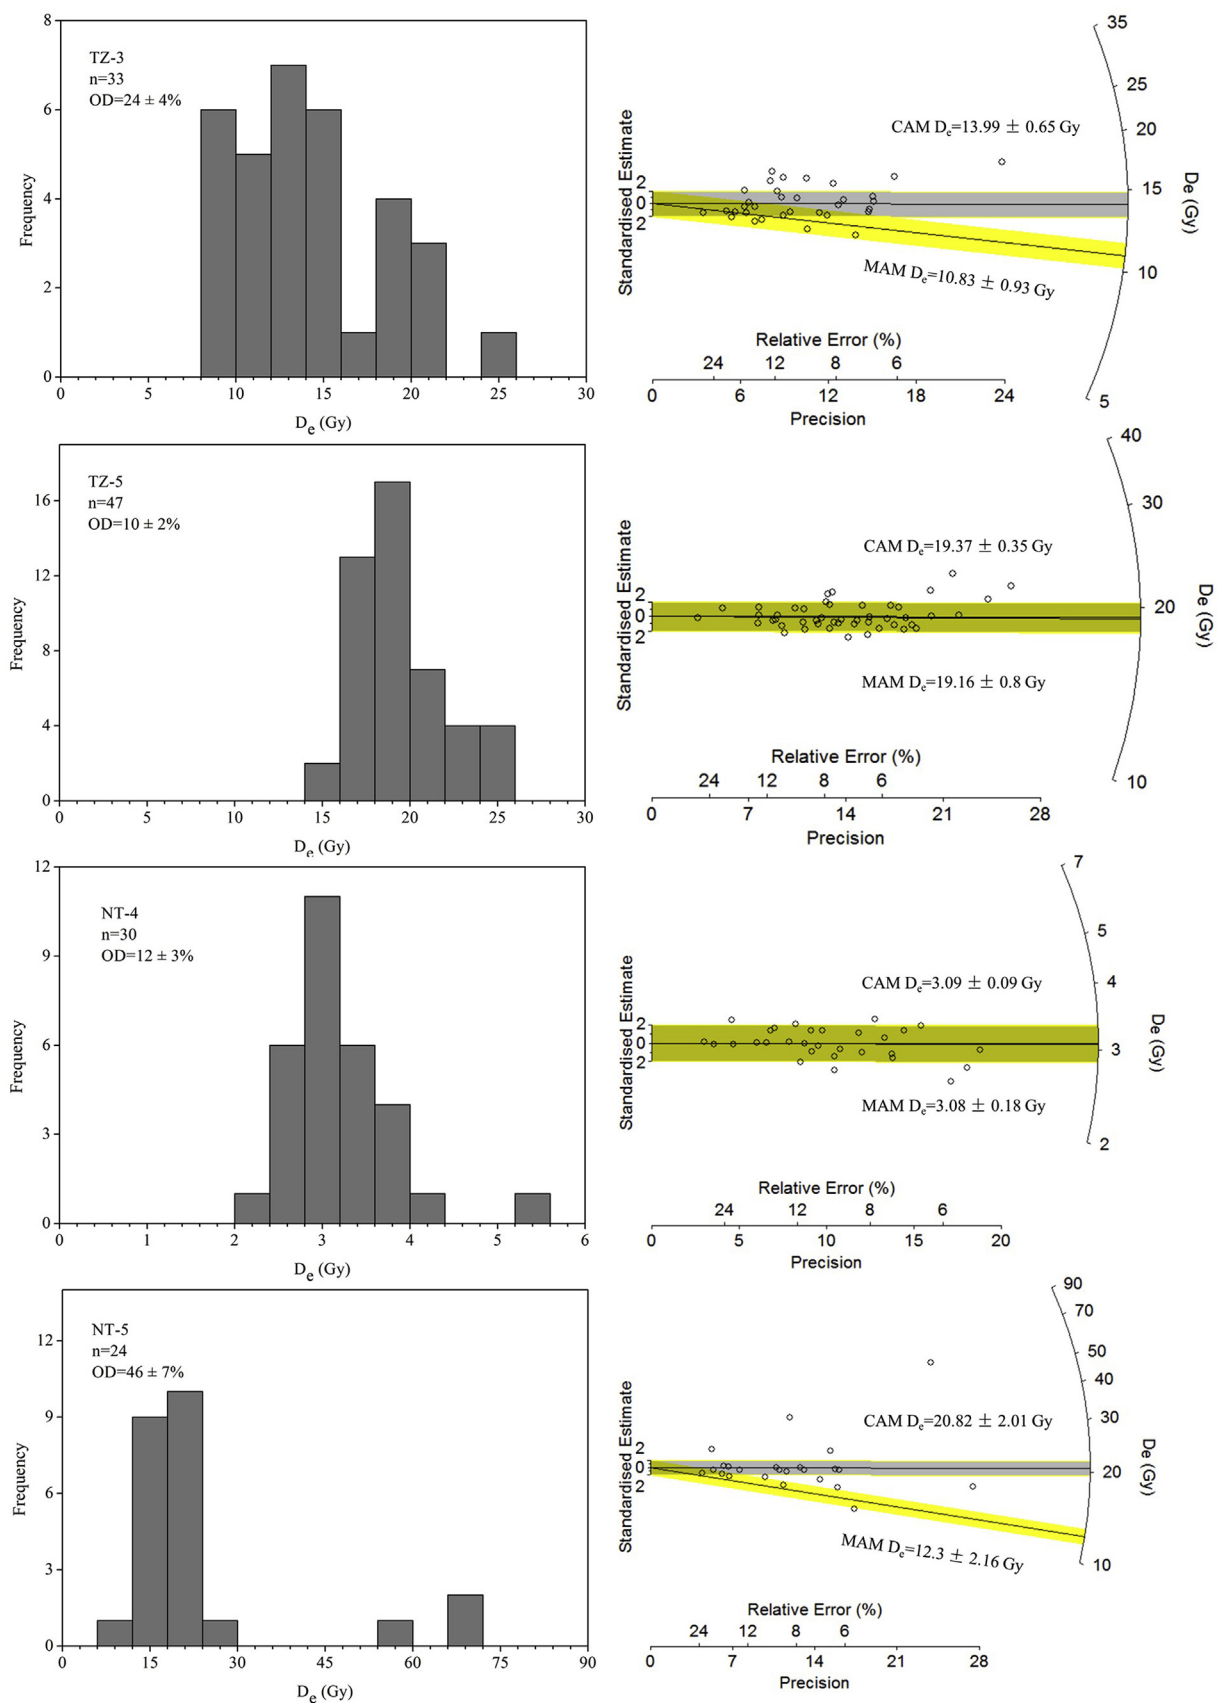 8
6
4
2
0
Frequency
TZ-3
n=33
OD=24 ± 4%
0 5 10 15 20 25 30
De (Gy)
35
25
20
15
10
5
De (Gy)
CAM De=13.99 ± 0.65 Gy
MAM De=10.83 ± 0.93 Gy
Standardised Estimate
2
0
2
Relative Error (%)
24 12 8 6
0 6 12 18 24
Precision
16
12
8
4
0
Frequency
TZ-5
n=47
OD=10 ± 2%
0 5 10 15 20 25 30
De (Gy)
40
30
20
10
De (Gy)
CAM De=19.37 ± 0.35 Gy
MAM De=19.16 ± 0.8 Gy
Standardised Estimate
2
0
2
Relative Error (%)
24 12 8 6
0 7 14 21 28
Precision
12
9
6
3
0
Frequency
NT-4
n=30
OD=12 ± 3%
0 1 2 3 4 5 6
De (Gy)
7
5
4
3
2
De (Gy)
CAM De=3.09 ± 0.09 Gy
MAM De=3.08 ± 0.18 Gy
Standardised Estimate
2
0
2
Relative Error (%)
24 12 8 6
0 5 10 15 20
Precision
12
9
6
3
0
Frequency
NT-5
n=24
OD=46 ± 7%
0 15 30 45 60 75 90
De (Gy)
90
70
50
40
30
20
10
De (Gy)
CAM De=20.82 ± 2.01 Gy
MAM De=12.3 ± 2.16 Gy
Standardised Estimate
2
0
2
Relative Error (%)
24 12 8 6
0 7 14 21 28
Precision